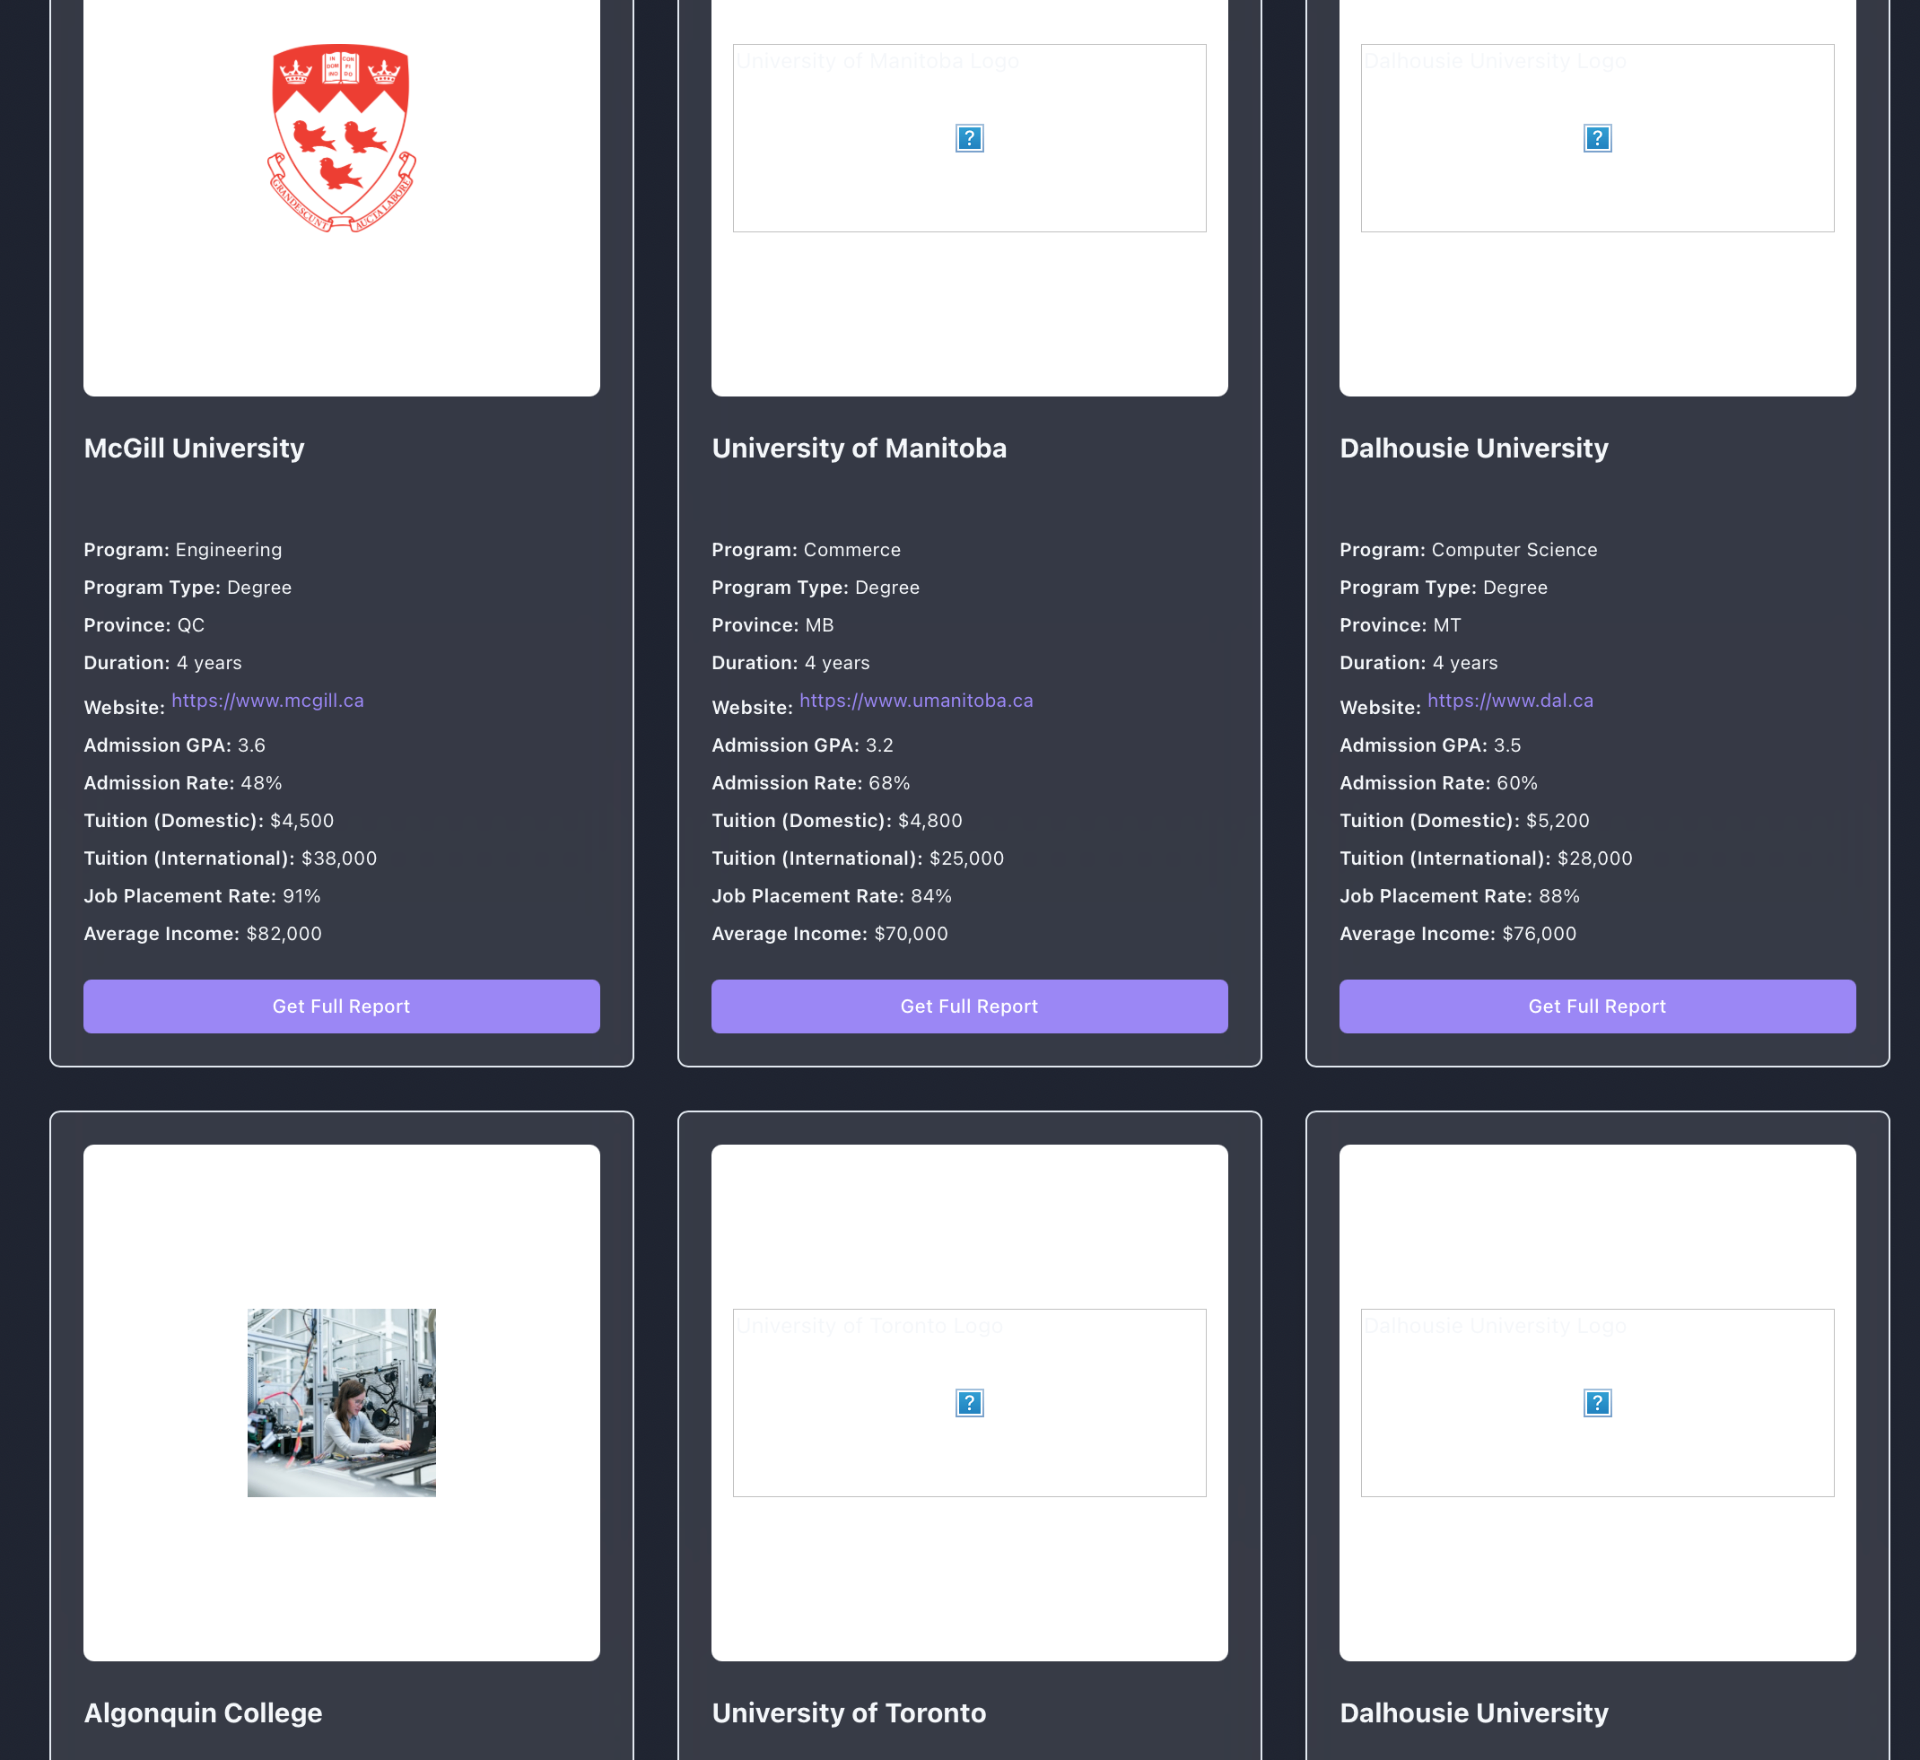 IN
DOM
INO
CON
FI
DO
GRANDESCUNT AUCTA LABORE
University of Manitoba Logo
Dalhousie University Logo
McGill University
Program: Engineering
Program Type: Degree
Province: QC
Duration: 4 years
Website: https://www.mcgill.ca
Admission GPA: 3.6
Admission Rate: 48%
Tuition (Domestic): $4,500
Tuition (International): $38,000
Job Placement Rate: 91%
Average Income: $82,000
Get Full Report
University of Manitoba
Program: Commerce
Program Type: Degree
Province: MB
Duration: 4 years
Website: https://www.umanitoba.ca
Admission GPA: 3.2
Admission Rate: 68%
Tuition (Domestic): $4,800
Tuition (International): $25,000
Job Placement Rate: 84%
Average Income: $70,000
Get Full Report
Dalhousie University
Program: Computer Science
Program Type: Degree
Province: MT
Duration: 4 years
Website: https://www.dal.ca
Admission GPA: 3.5
Admission Rate: 60%
Tuition (Domestic): $5,200
Tuition (International): $28,000
Job Placement Rate: 88%
Average Income: $76,000
Get Full Report
Algonquin College
University of Toronto Logo
University of Toronto
Dalhousie University Logo
Dalhousie University